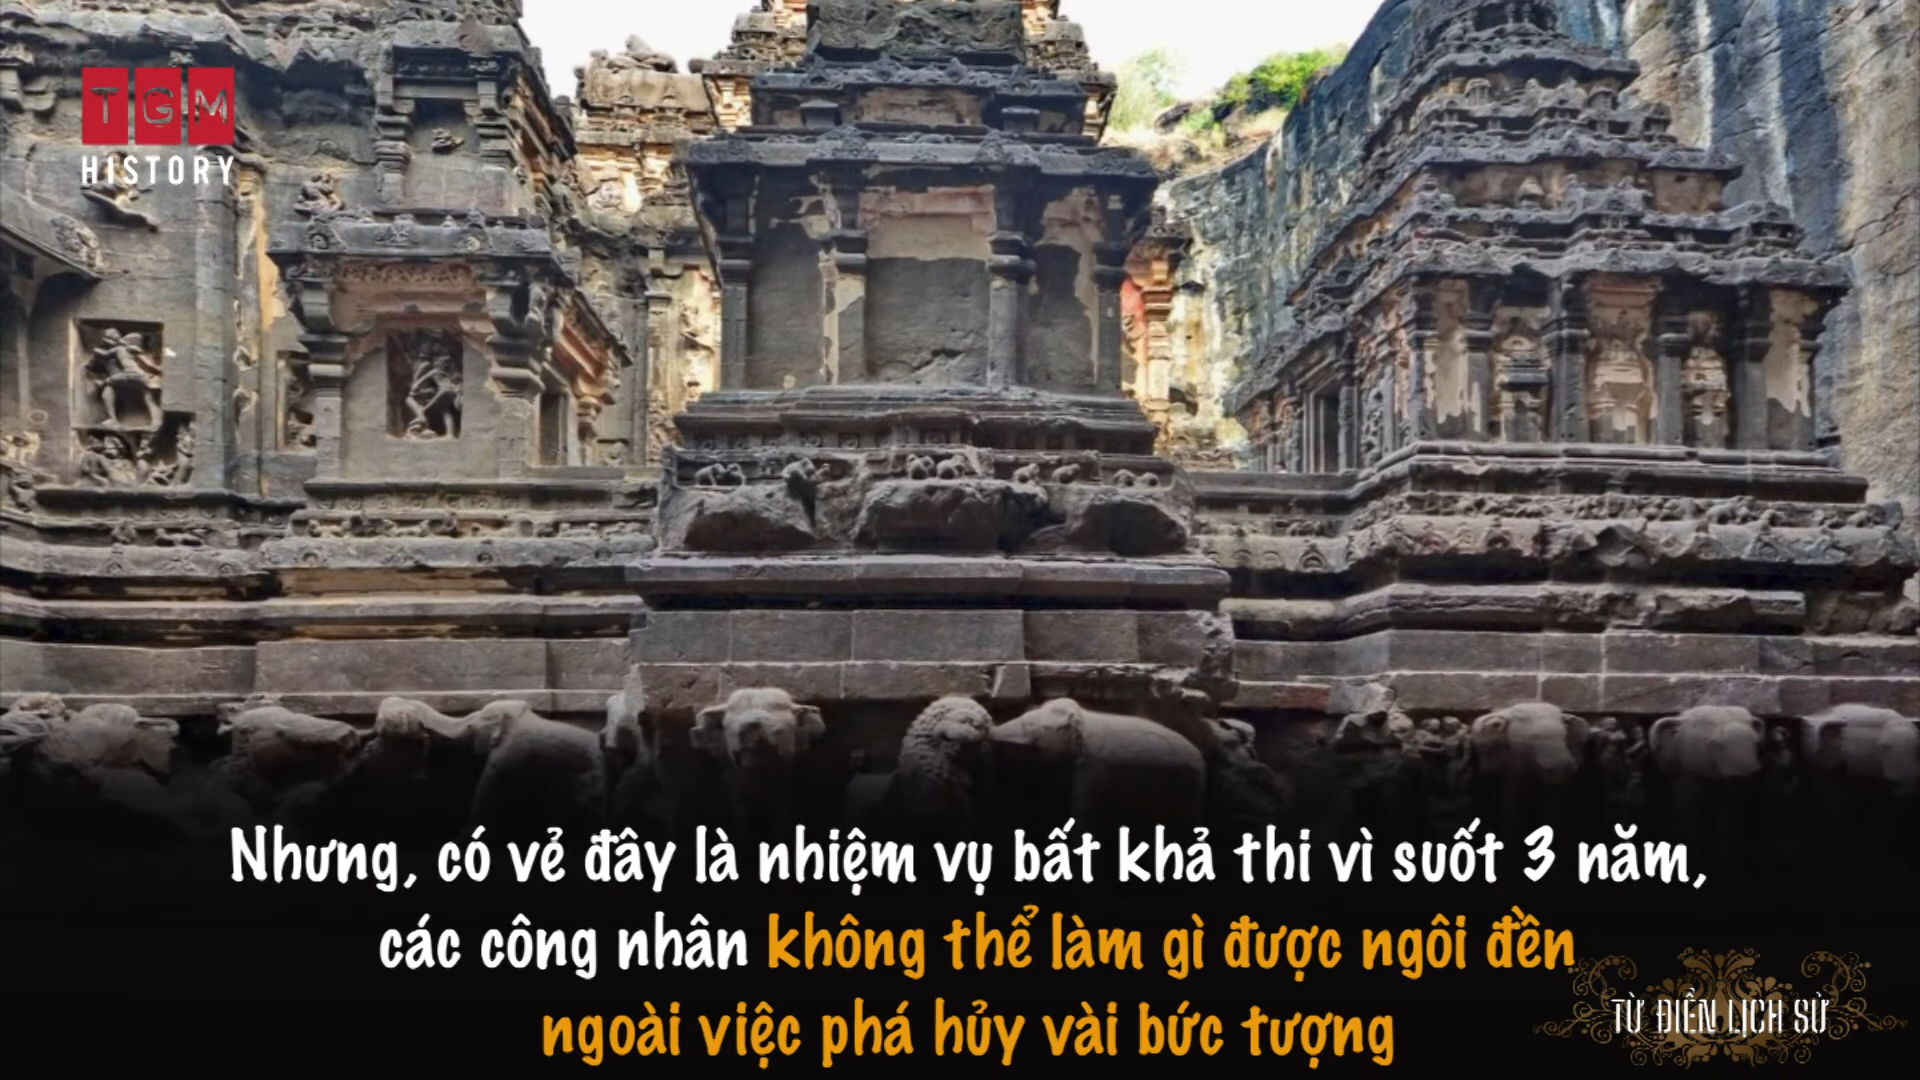 TGM
HISTORY
Nhưng, có vẻ đây là nhiệm vụ bất khả thi vì suốt 3 năm,
các công nhân không thể làm gì được ngôi đền
ngoài việc phá hủy vài bức tượng
TỪ ĐIỂN LỊCH SỬ